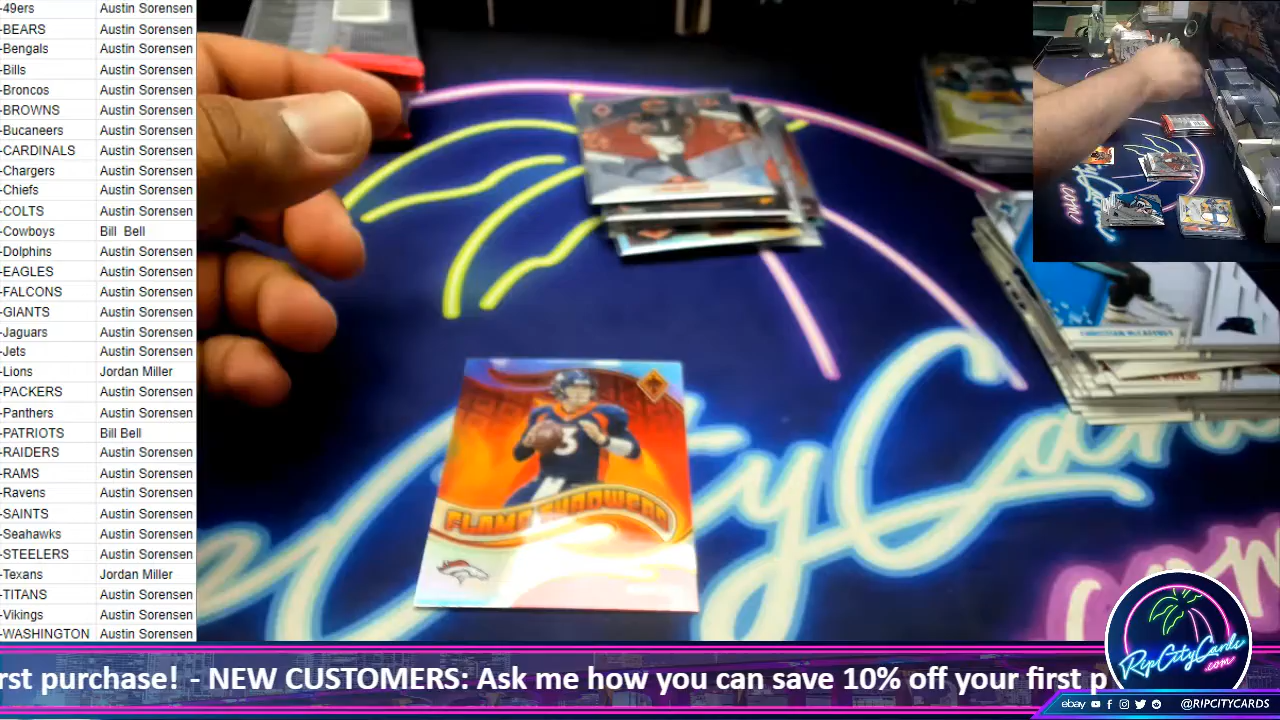 -49ers Austin Sorensen
-BEARS Austin Sorensen
-Bengals Austin Sorensen
-Bills Austin Sorensen
-Broncos Austin Sorensen
-BROWNS Austin Sorensen
-Bucaneers Austin Sorensen
-CARDINALS Austin Sorensen
-Chargers Austin Sorensen
-Chiefs Austin Sorensen
-COLTS Austin Sorensen
-Cowboys Bill Bell
-Dolphins Austin Sorensen
-EAGLES Austin Sorensen
-FALCONS Austin Sorensen
-GIANTS Austin Sorensen
-Jaguars Austin Sorensen
-Jets Austin Sorensen
-Lions Jordan Miller
-PACKERS Austin Sorensen
-Panthers Austin Sorensen
-PATRIOTS Bill Bell
-RAIDERS Austin Sorensen
-RAMS Austin Sorensen
-Ravens Austin Sorensen
-SAINTS Austin Sorensen
-Seahawks Austin Sorensen
-STEELERS Austin Sorensen
-Texans Jordan Miller
-TITANS Austin Sorensen
-Vikings Austin Sorensen
-WASHINGTON Austin Sorensen
3
FLAME THROWERS
rst purchase! - NEW CUSTOMERS: Ask me how you can save 10% off your first p
RipCityCards
.com
ebay @RIPCITYCARDS